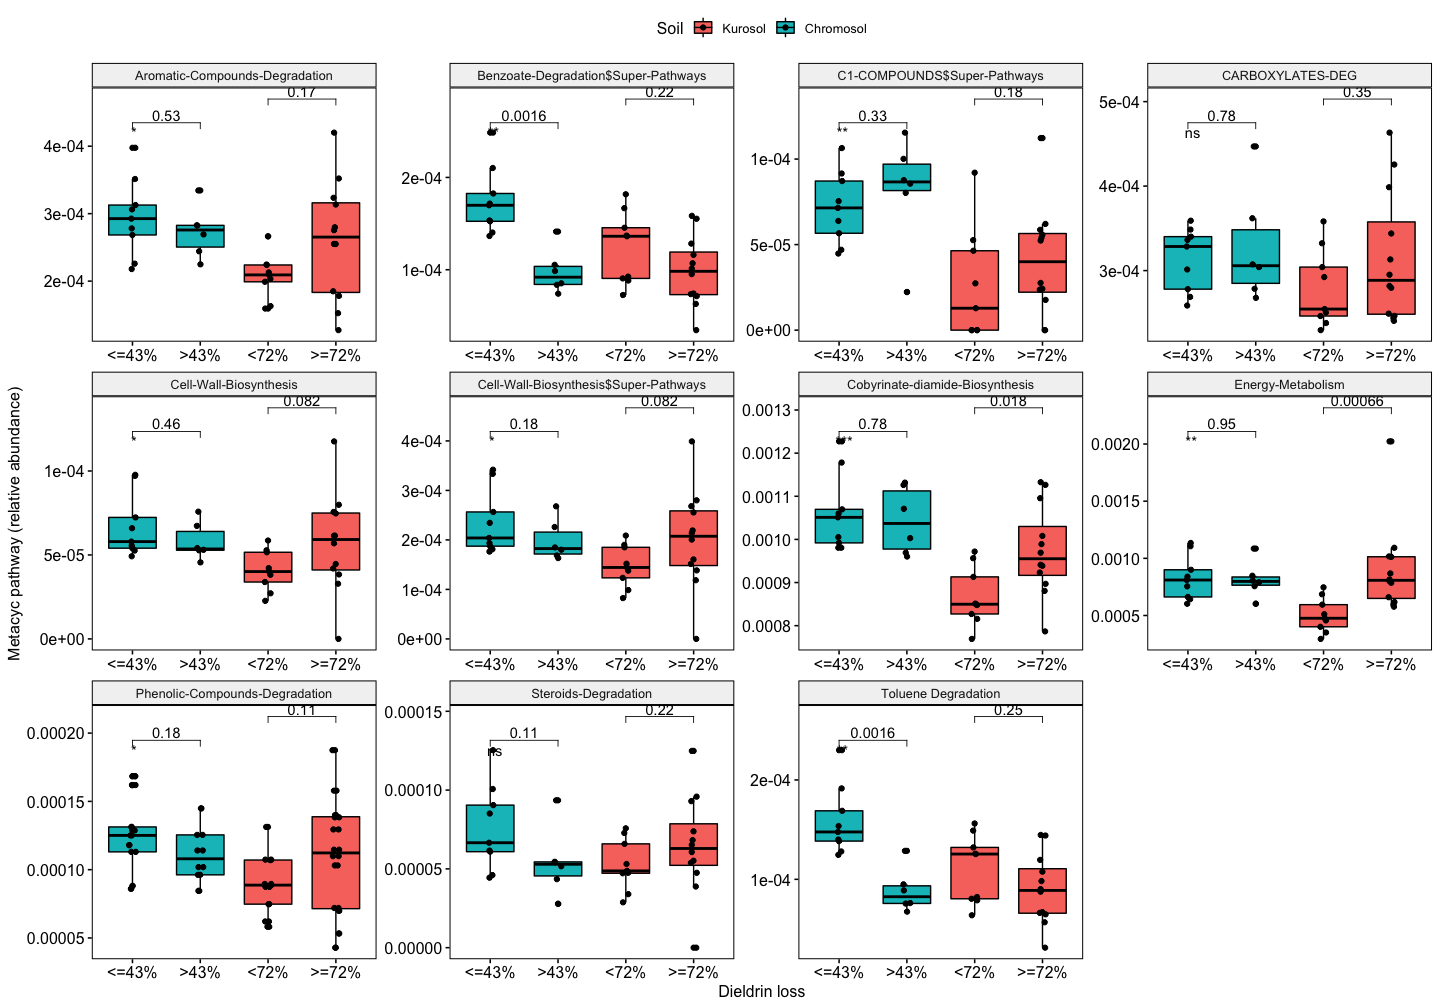 Soil Kurosol Chromosol
Aromatic-Compounds-Degradation
Benzoate-Degradation$Super-Pathways
C1-COMPOUNDS$Super-Pathways
CARBOXYLATES-DEG
0.17
0.53
*
4e-04
3e-04
2e-04
<=43% >43% <72% >=72%
0.22
0.0016
**
2e-04
1e-04
<=43% >43% <72% >=72%
0.18
0.33
**
1e-04
5e-05
0e+00
<=43% >43% <72% >=72%
0.35
0.78
ns
5e-04
4e-04
3e-04
<=43% >43% <72% >=72%
Metacyc pathway (relative abundance)
Cell-Wall-Biosynthesis
Cell-Wall-Biosynthesis$Super-Pathways
Cobyrinate-diamide-Biosynthesis
Energy-Metabolism
0.082
0.46
*
1e-04
5e-05
0e+00
<=43% >43% <72% >=72%
0.082
0.18
*
4e-04
3e-04
2e-04
1e-04
0e+00
<=43% >43% <72% >=72%
0.018
0.78
***
0.0013
0.0012
0.0011
0.0010
0.0009
0.0008
<=43% >43% <72% >=72%
0.00066
0.95
**
0.0020
0.0015
0.0010
0.0005
<=43% >43% <72% >=72%
Phenolic-Compounds-Degradation
Steroids-Degradation
Toluene Degradation
0.11
0.18
*
0.00020
0.00015
0.00010
0.00005
<=43% >43% <72% >=72%
0.22
0.11
ns
0.00015
0.00010
0.00005
0.00000
<=43% >43% <72% >=72%
0.25
0.0016
**
2e-04
1e-04
<=43% >43% <72% >=72%
Dieldrin loss